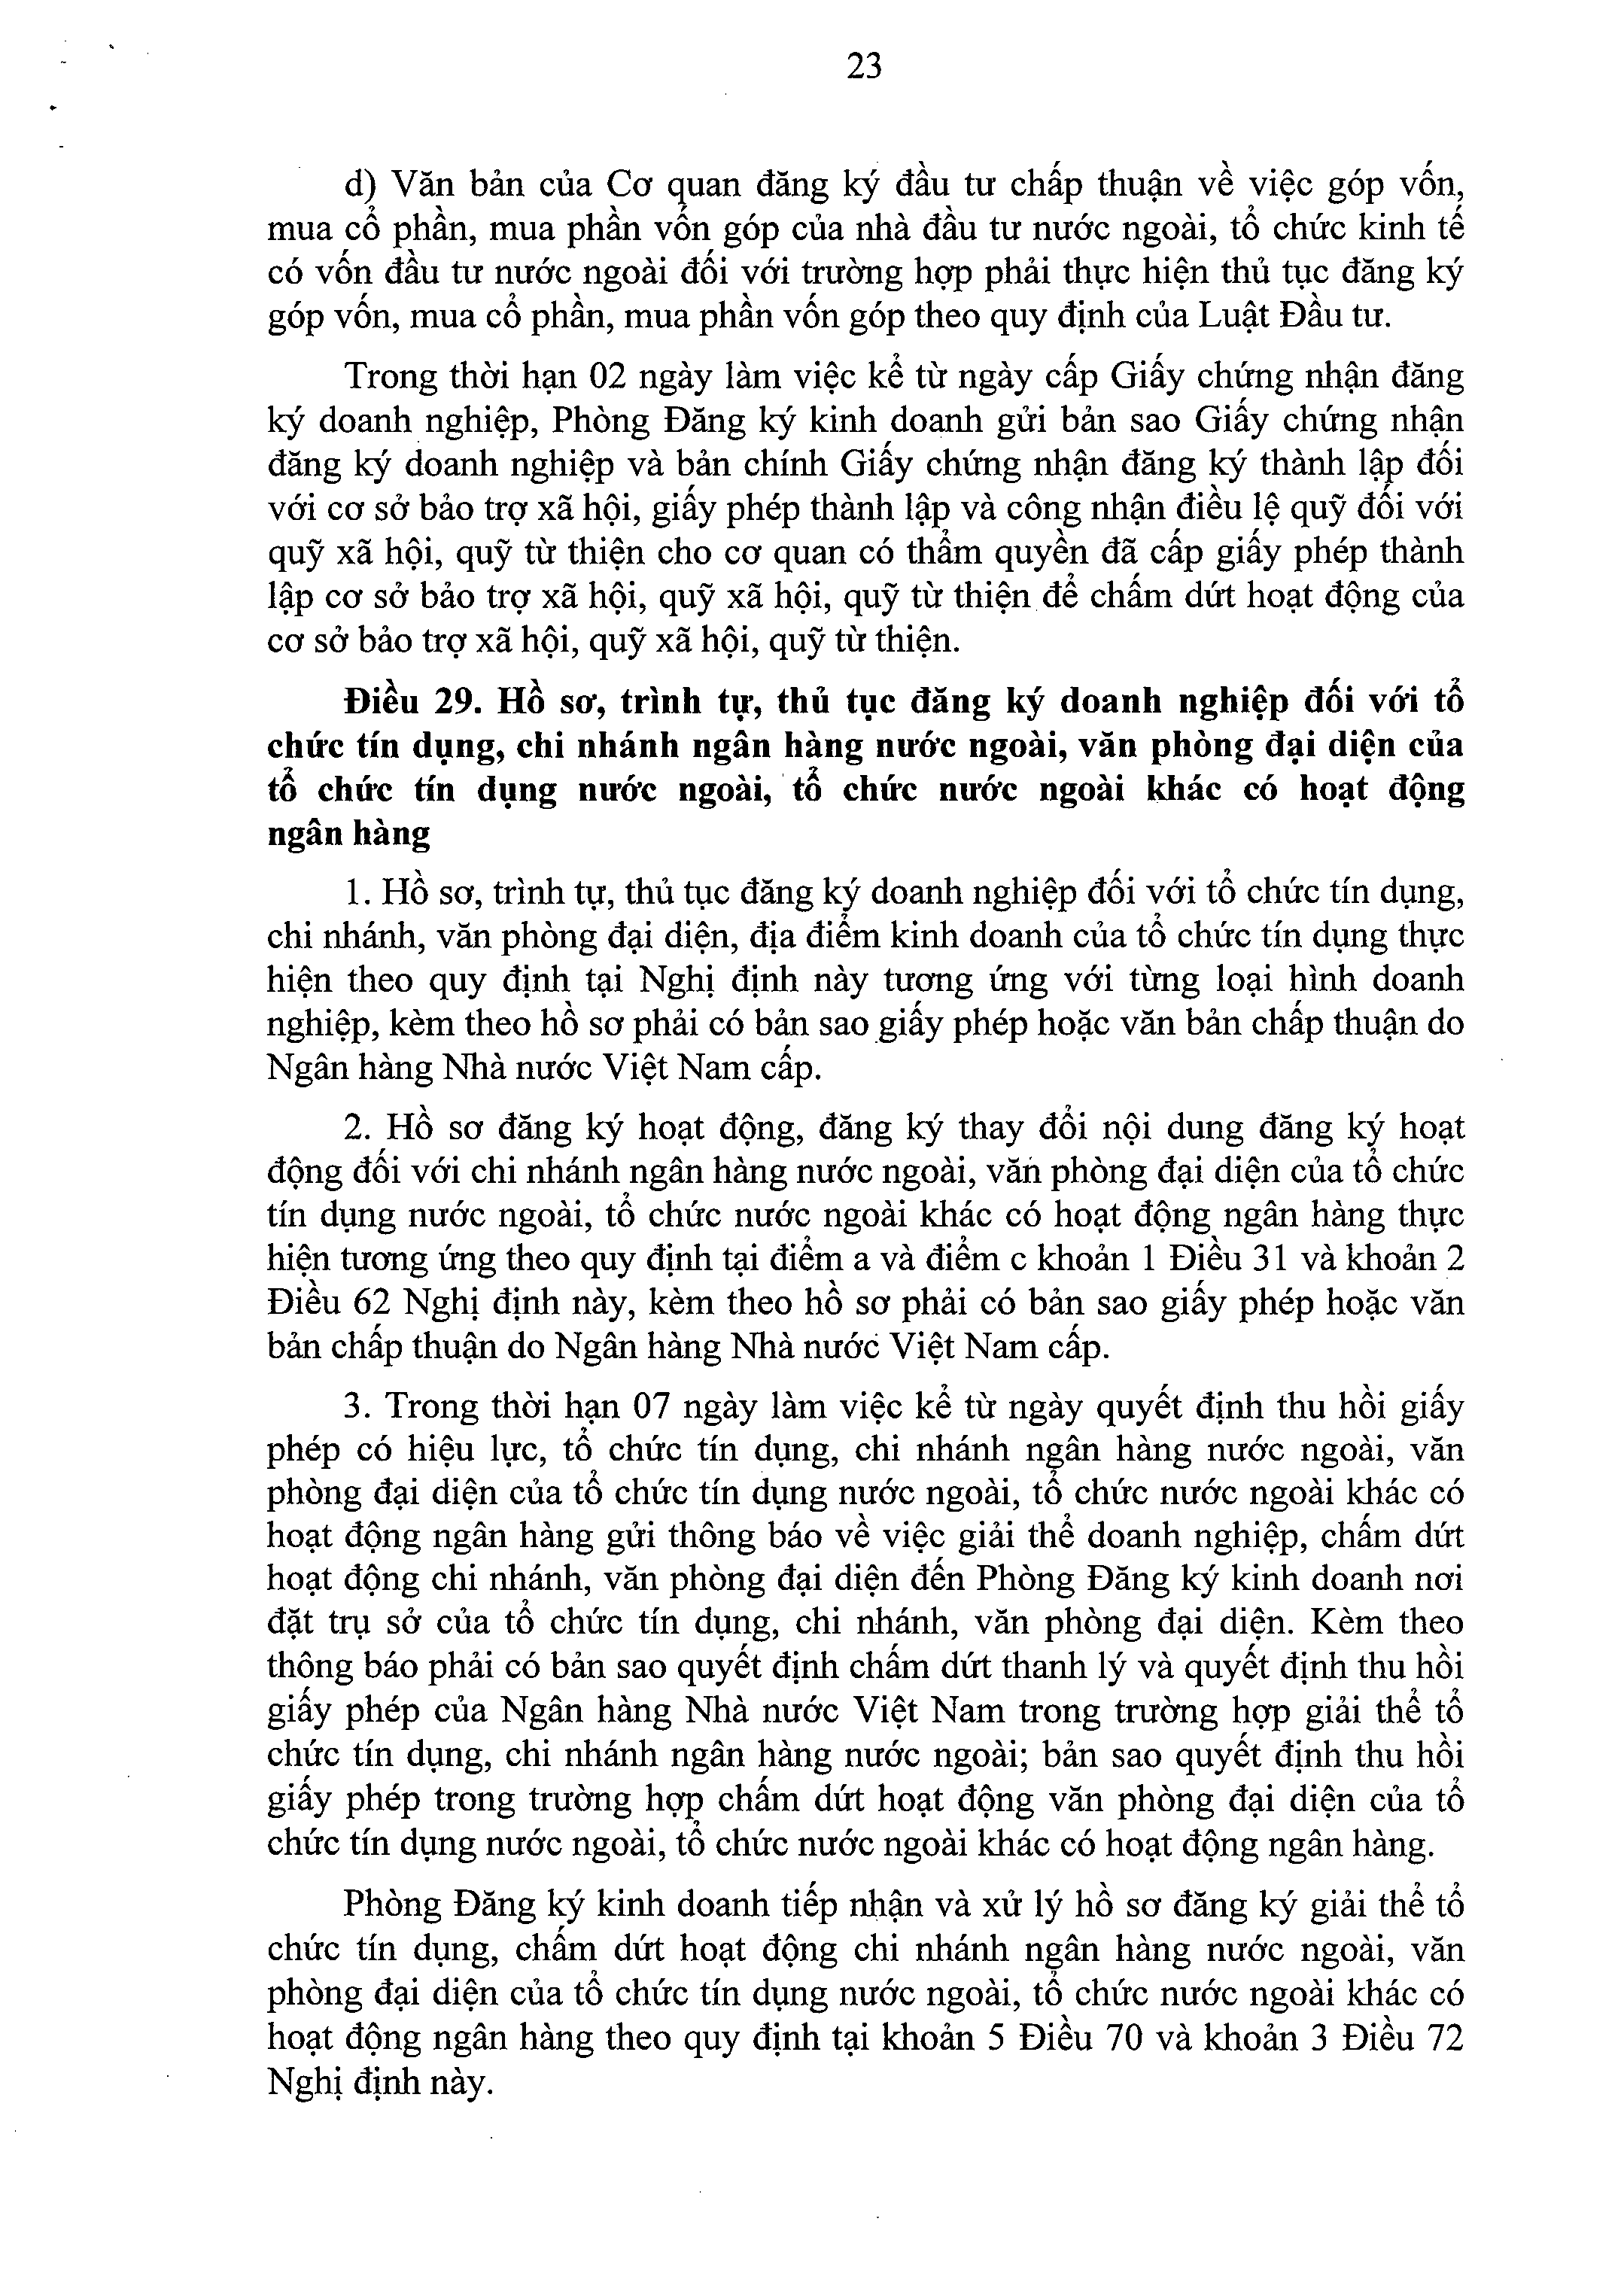 23
d) Văn bản của Cơ quan đăng ký đầu tư chấp thuận về việc góp vốn,
mua cổ phần, mua phần vốn góp của nhà đầu tư nước ngoài, tổ chức kinh tế
có vốn đầu tư nước ngoài đối với trường hợp phải thực hiện thủ tục đăng ký
góp vốn, mua cổ phần, mua phần vốn góp theo quy định của Luật Đầu tư.
Trong thời hạn 02 ngày làm việc kể từ ngày cấp Giấy chứng nhận đăng
ký doanh nghiệp, Phòng Đăng ký kinh doanh gửi bản sao Giấy chứng nhận
đăng ký doanh nghiệp và bản chính Giấy chứng nhận đăng ký thành lập đối
với cơ sở bảo trợ xã hội, giấy phép thành lập và công nhận điều lệ quỹ đối với
quỹ xã hội, quỹ từ thiện cho cơ quan có thẩm quyền đã cấp giấy phép thành
lập cơ sở bảo trợ xã hội, quỹ xã hội, quỹ từ thiện để chấm dứt hoạt động của
cơ sở bảo trợ xã hội, quỹ xã hội, quỹ từ thiện.
Điều 29. Hồ sơ, trình tự, thủ tục đăng ký doanh nghiệp đối với tổ
chức tín dụng, chi nhánh ngân hàng nước ngoài, văn phòng đại diện của
tổ chức tín dụng nước ngoài, tổ chức nước ngoài khác có hoạt động
ngân hàng
1. Hồ sơ, trình tự, thủ tục đăng ký doanh nghiệp đối với tổ chức tín dụng,
chi nhánh, văn phòng đại diện, địa điểm kinh doanh của tổ chức tín dụng thực
hiện theo quy định tại Nghị định này tương ứng với từng loại hình doanh
nghiệp, kèm theo hồ sơ phải có bản sao giấy phép hoặc văn bản chấp thuận do
Ngân hàng Nhà nước Việt Nam cấp.
2. Hồ sơ đăng ký hoạt động, đăng ký thay đổi nội dung đăng ký hoạt
động đối với chi nhánh ngân hàng nước ngoài, văn phòng đại diện của tổ chức
tín dụng nước ngoài, tổ chức nước ngoài khác có hoạt động ngân hàng thực
hiện tương ứng theo quy định tại điểm a và điểm c khoản 1 Điều 31 và khoản 2
Điều 62 Nghị định này, kèm theo hồ sơ phải có bản sao giấy phép hoặc văn
bản chấp thuận do Ngân hàng Nhà nước Việt Nam cấp.
3. Trong thời hạn 07 ngày làm việc kể từ ngày quyết định thu hồi giấy
phép có hiệu lực, tổ chức tín dụng, chi nhánh ngân hàng nước ngoài, văn
phòng đại diện của tổ chức tín dụng nước ngoài, tổ chức nước ngoài khác có
hoạt động ngân hàng gửi thông báo về việc giải thể doanh nghiệp, chấm dứt
hoạt động chi nhánh, văn phòng đại diện đến Phòng Đăng ký kinh doanh nơi
đặt trụ sở của tổ chức tín dụng, chi nhánh, văn phòng đại diện. Kèm theo
thông báo phải có bản sao quyết định chấm dứt thanh lý và quyết định thu hồi
giấy phép của Ngân hàng Nhà nước Việt Nam trong trường hợp giải thể tổ
chức tín dụng, chi nhánh ngân hàng nước ngoài; bản sao quyết định thu hồi
giấy phép trong trường hợp chấm dứt hoạt động văn phòng đại diện của tổ
chức tín dụng nước ngoài, tổ chức nước ngoài khác có hoạt động ngân hàng.
Phòng Đăng ký kinh doanh tiếp nhận và xử lý hồ sơ đăng ký giải thể tổ
chức tín dụng, chấm dứt hoạt động chi nhánh ngân hàng nước ngoài, văn
phòng đại diện của tổ chức tín dụng nước ngoài, tổ chức nước ngoài khác có
hoạt động ngân hàng theo quy định tại khoản 5 Điều 70 và khoản 3 Điều 72
Nghị định này.